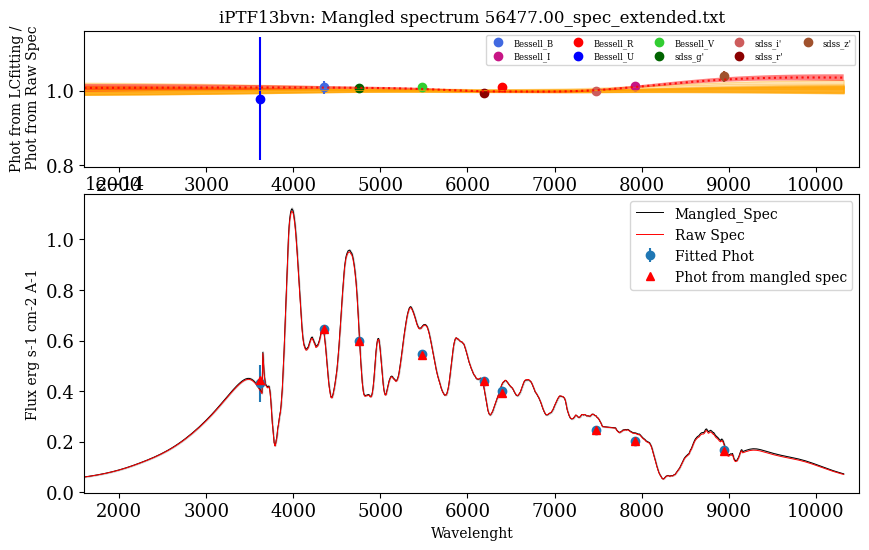 iPTF13bvn: Mangled spectrum 56477.00_spec_extended.txt
Phot from LCfitting /
Phot from Raw Spec
1.0
0.8
Bessell_B
Bessell_R
Bessell_V
sdss_i'
sdss_z'
Bessell_I
Bessell_U
sdss_g'
sdss_r'
2000 3000 4000 5000 6000 7000 8000 9000 10000
1e−14
Flux erg s-1 cm-2 A-1
1.0
0.8
0.6
0.4
0.2
0.0
Mangled_Spec
Raw Spec
Fitted Phot
Phot from mangled spec
2000 3000 4000 5000 6000 7000 8000 9000 10000
Wavelenght